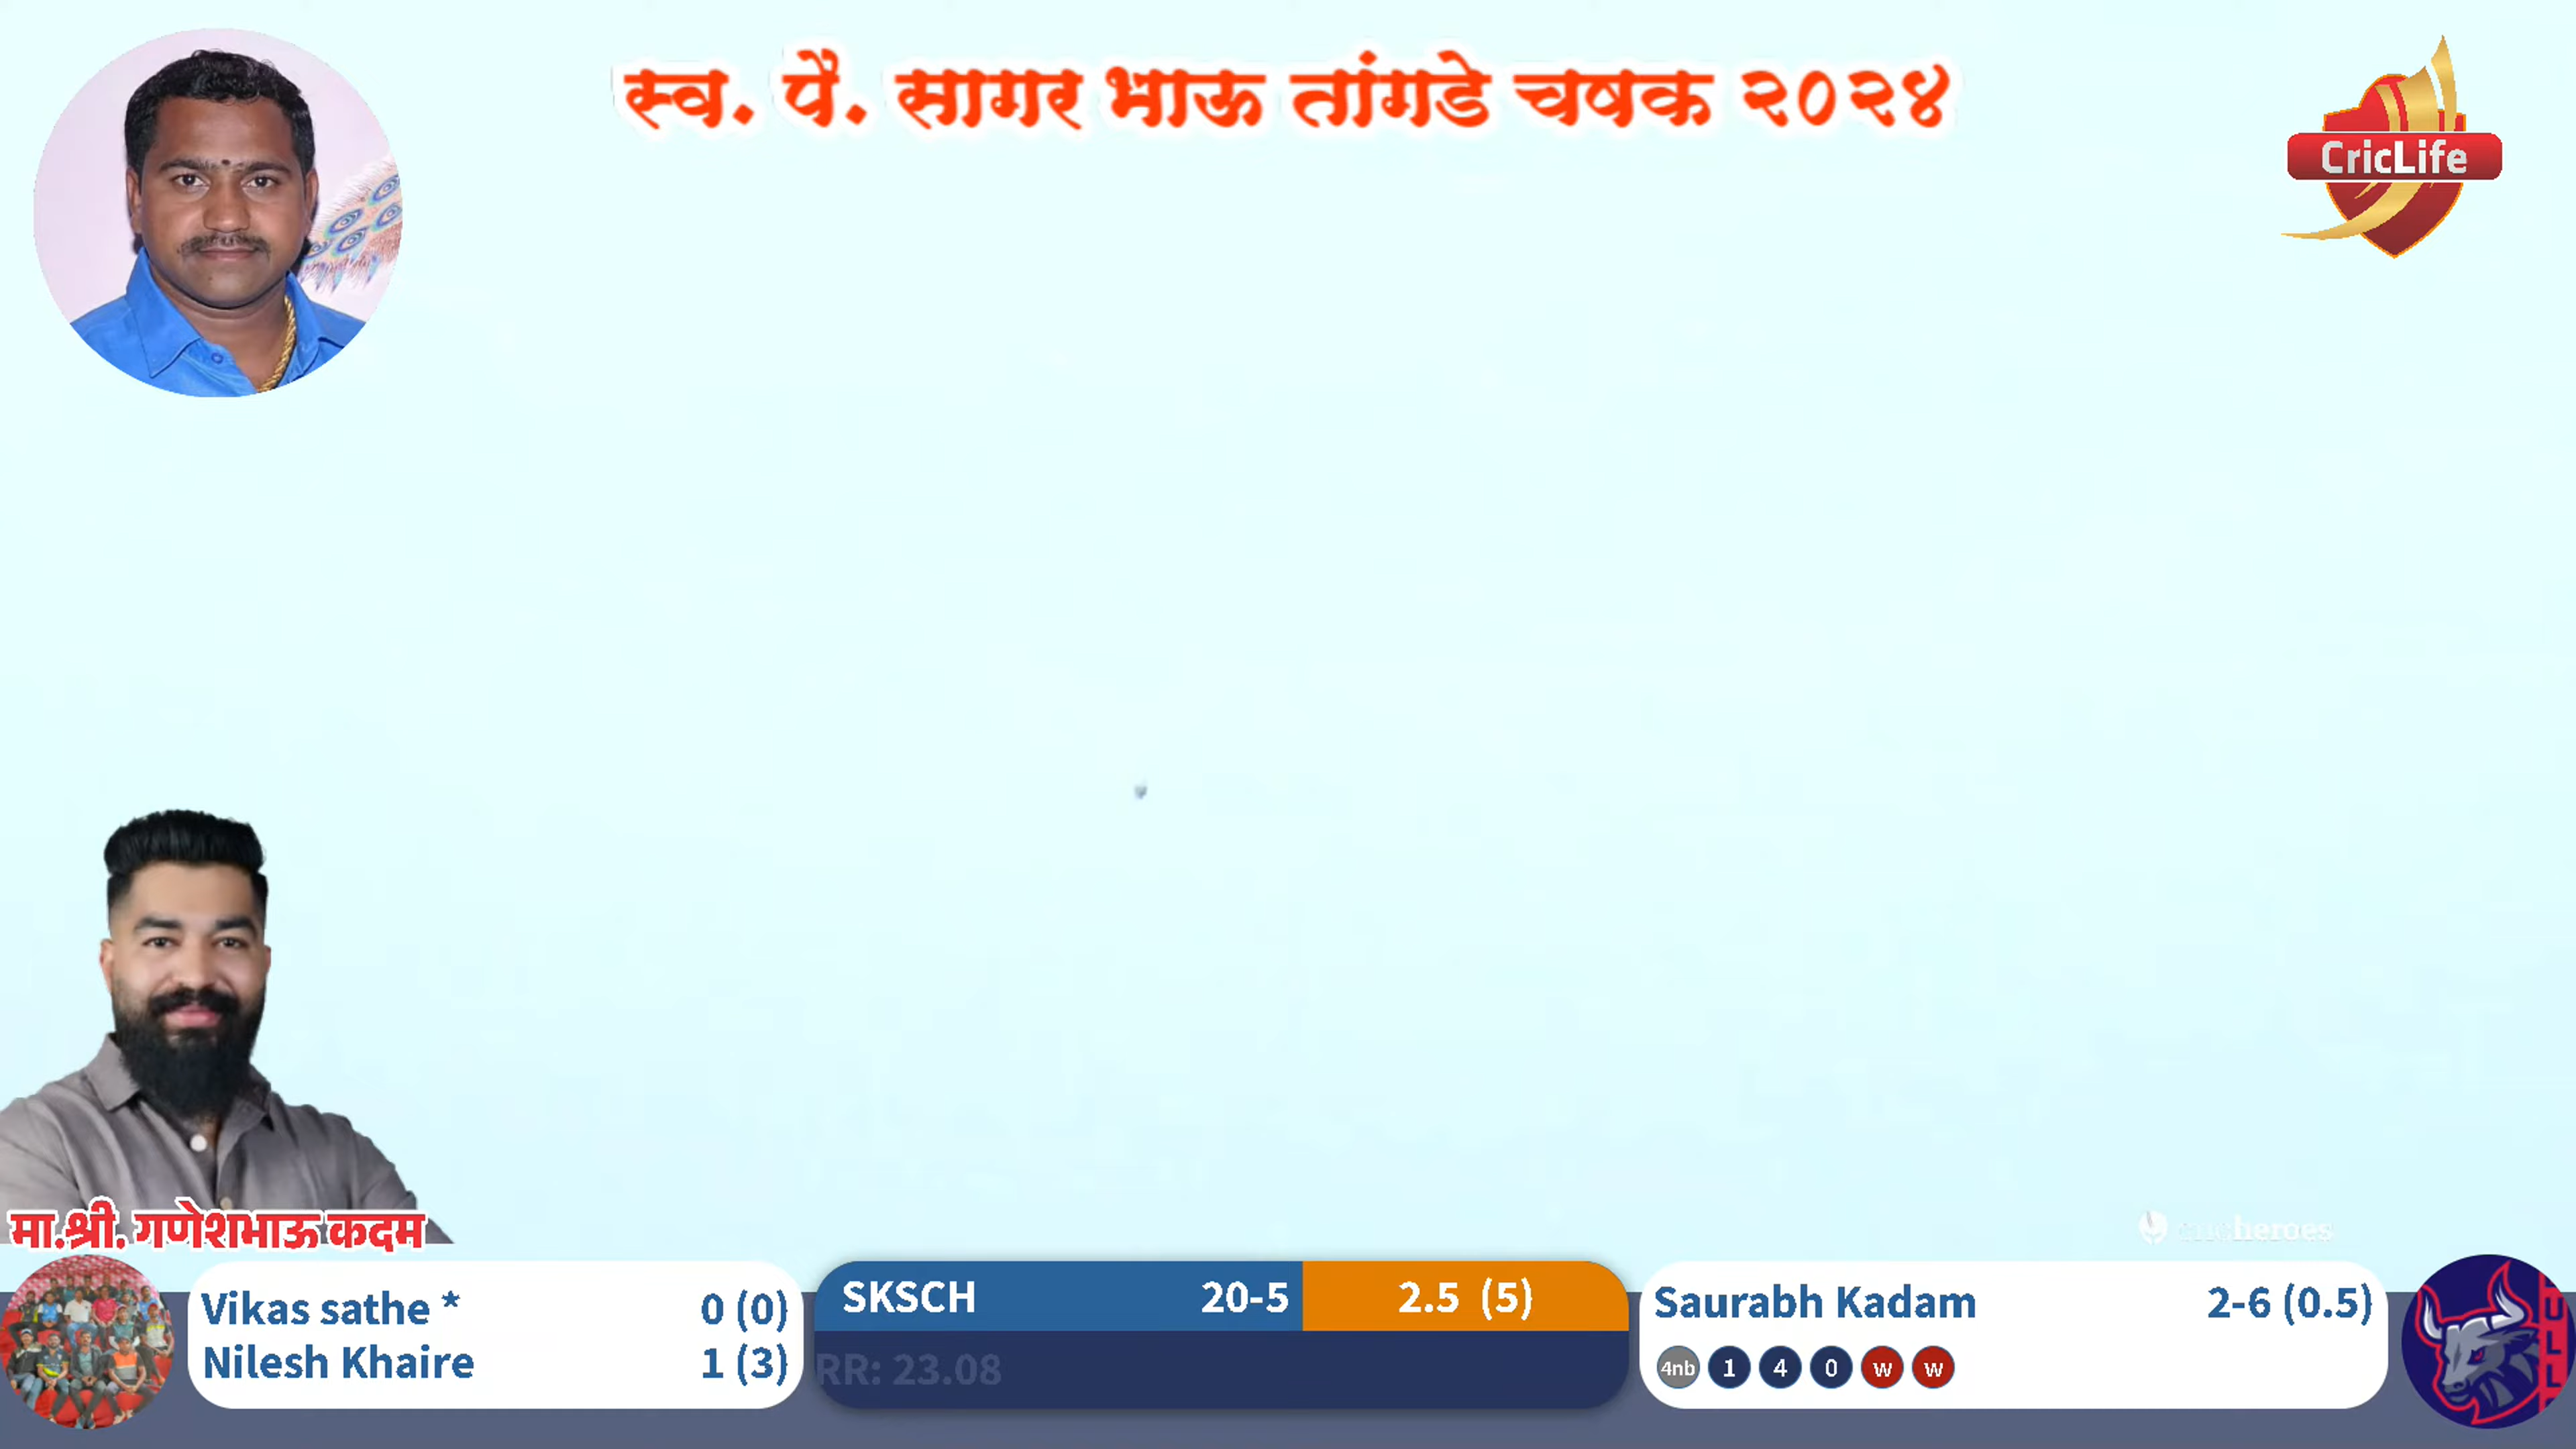 स्व. पै. सागर भाऊ तांगडे चषक २०२४
CricLife
मा.श्री. गणेशभाऊ कदम
cricheroes
Vikas sathe * 0 (0)
Nilesh Khaire 1 (3)
SKSCH 20-5 2.5 (5)
RR: 23.08
Saurabh Kadam 2-6 (0.5)
4nb 1 4 0 w w